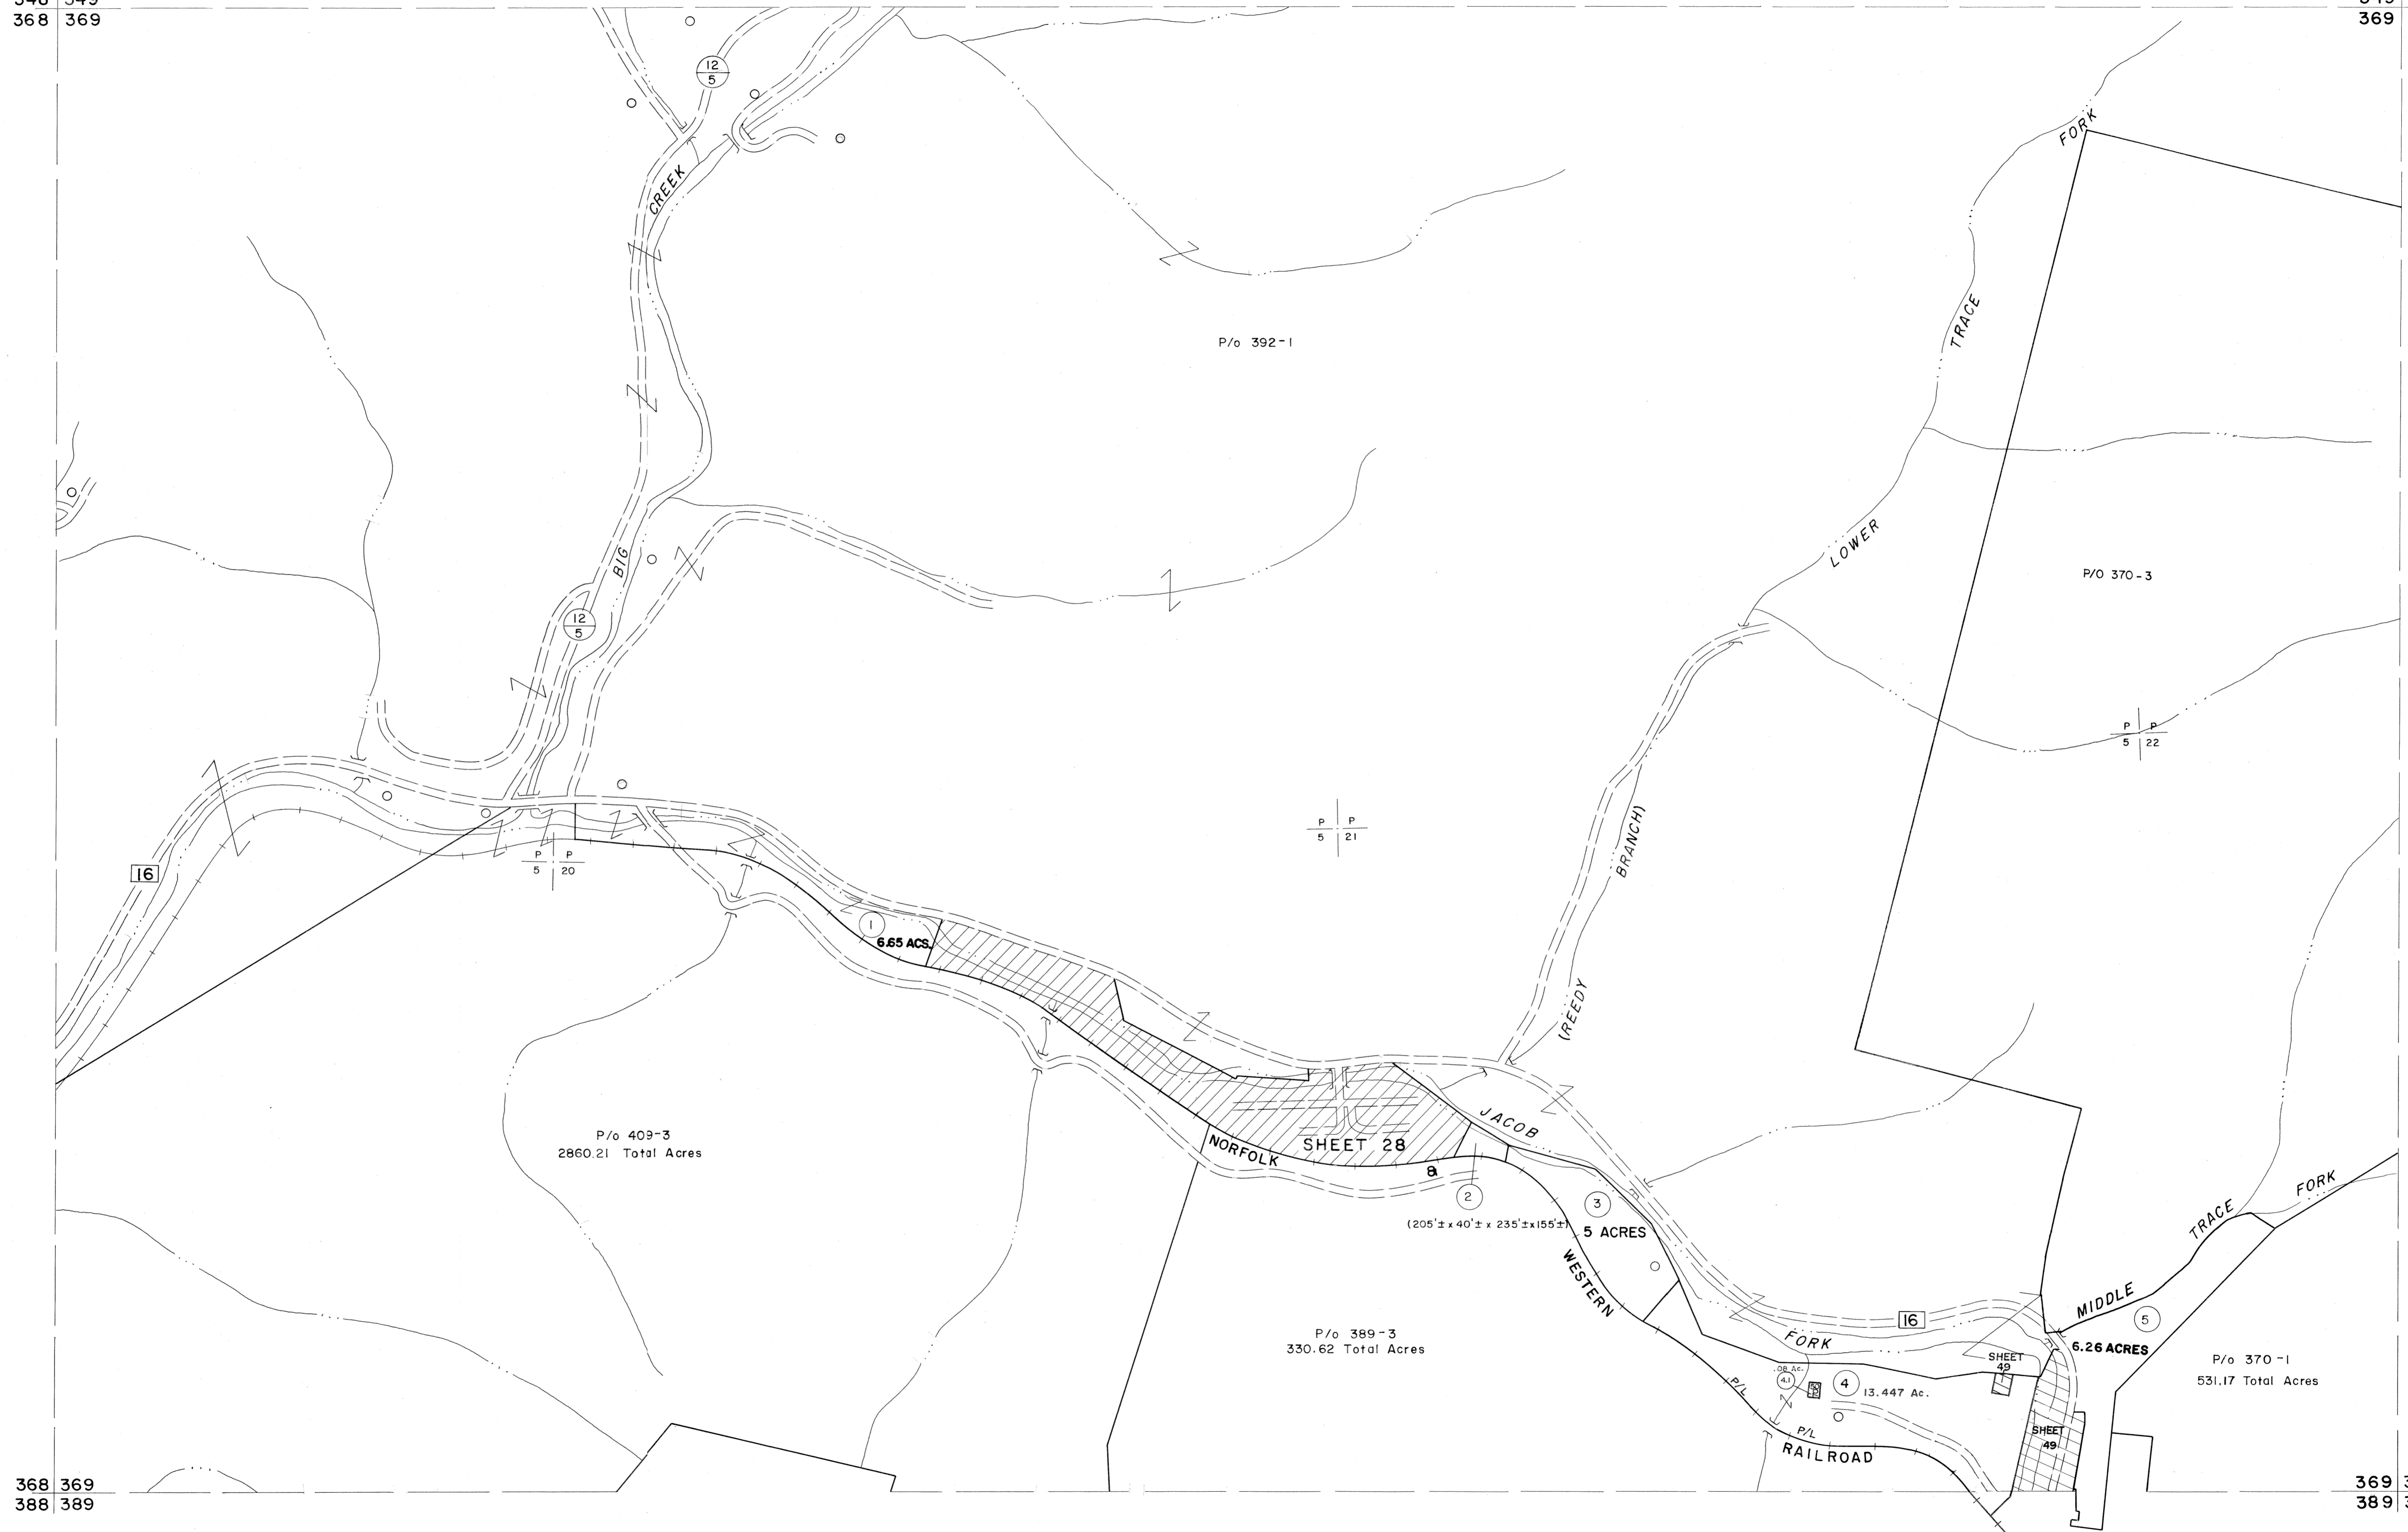 368 369
369
12
5
CREEK
FORK
TRACE
P/o 392-1
LOWER
BIG
P/O 370-3
12
5
P P
5 22
P P
5 21
BRANCH)
P P
5 20
16
1
6.65 ACS.
(REEDY
JACOB
P/o 409-3
2860.21 Total Acres
NORFOLK
SHEET 28
&
2
3
(205'± x 40'± x 235'± x 155'±)
5 ACRES
FORK
TRACE
WESTERN
MIDDLE
5
16
P/o 389-3
330.62 Total Acres
FORK
6.26 ACRES
P/o 370-1
531.17 Total Acres
SHEET
49
.08 Ac.
4.1
4
13.447 Ac.
P/L
P/L
RAILROAD
SHEET
49
368 369
388 389
369
389